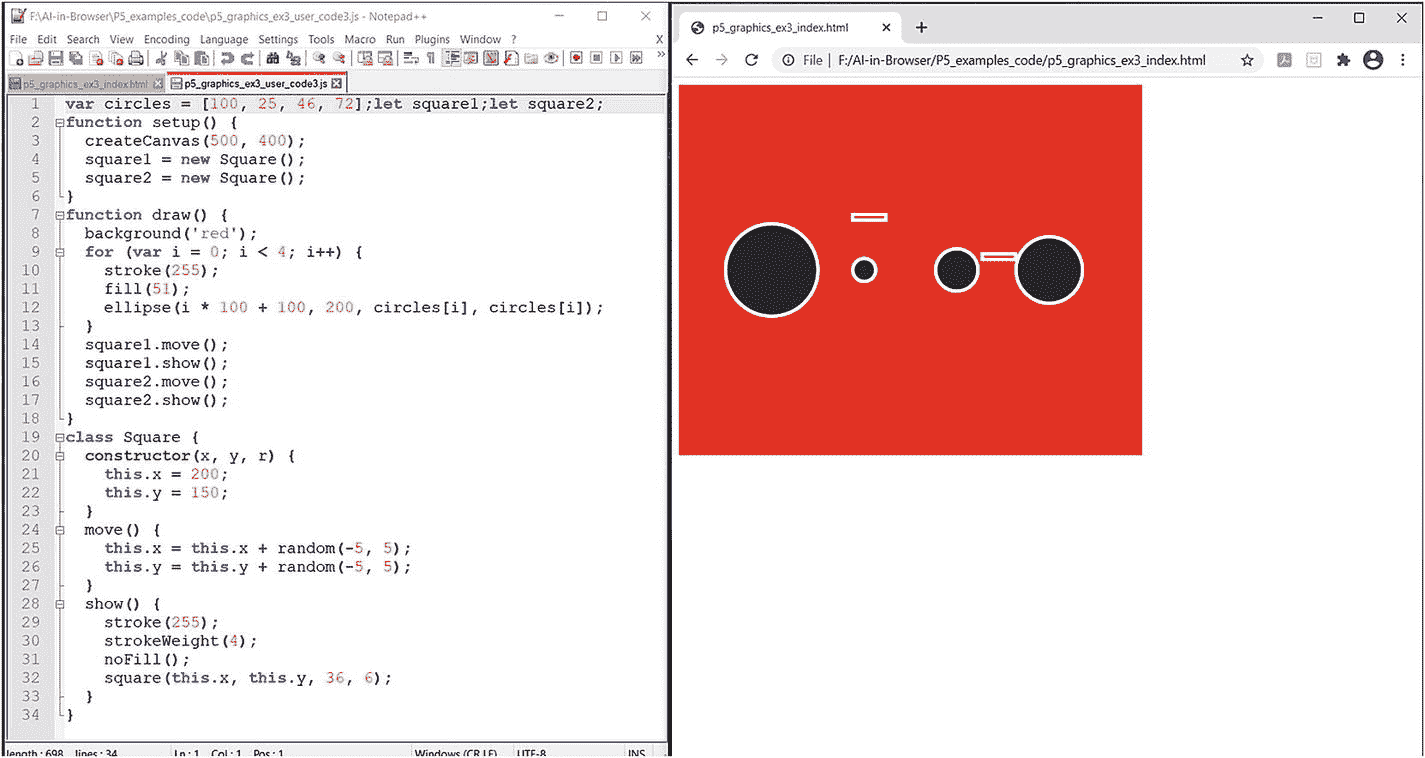 F:\AI-in-Browser\P5_examples_code\p5_graphics_ex3_user_code3.js - Notepad++
File Edit Search View Encoding Language Settings Tools Macro Run Plugins Window ? X
p5_graphics_ex3_index.html p5_graphics_ex3_user_code3.js
1 var circles = [100, 25, 46, 72];let square1;let square2;
2 function setup() {
3   createCanvas(500, 400);
4   square1 = new Square();
5   square2 = new Square();
6 }
7 function draw() {
8   background('red');
9   for (var i = 0; i < 4; i++) {
10     stroke(255);
11     fill(51);
12     ellipse(i * 100 + 100, 200, circles[i], circles[i]);
13   }
14   square1.move();
15   square1.show();
16   square2.move();
17   square2.show();
18 }
19 class Square {
20   constructor(x, y, r) {
21     this.x = 200;
22     this.y = 150;
23   }
24   move() {
25     this.x = this.x + random(-5, 5);
26     this.y = this.y + random(-5, 5);
27   }
28   show() {
29     stroke(255);
30     strokeWeight(4);
31     noFill();
32     square(this.x, this.y, 36, 6);
33   }
34 }
length : 698 lines : 34 Ln : 1 Col : 1 Pos : 1 Windows (CR LF) UTF-8 INS
p5_graphics_ex3_index.html
File | F:/AI-in-Browser/P5_examples_code/p5_graphics_ex3_index.html